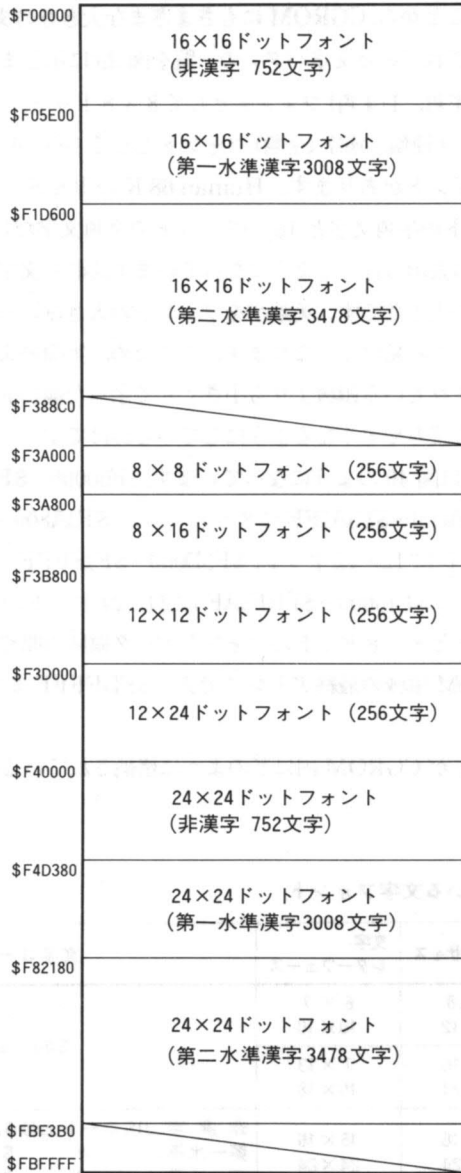 $F00000
16×16ドットフォント
(非漢字 752文字)
$F05E00
16×16ドットフォント
(第一水準漢字3008文字)
$F1D600
16×16ドットフォント
(第二水準漢字3478文字)
$F388C0
$F3A000
8×8ドットフォント (256文字)
$F3A800
8×16ドットフォント (256文字)
$F3B800
12×12ドットフォント (256文字)
$F3D000
12×24ドットフォント (256文字)
$F40000
24×24ドットフォント
(非漢字 752文字)
$F4D380
24×24ドットフォント
(第一水準漢字3008文字)
$F82180
24×24ドットフォント
(第二水準漢字3478文字)
$FBF3B0
$FBFFFF